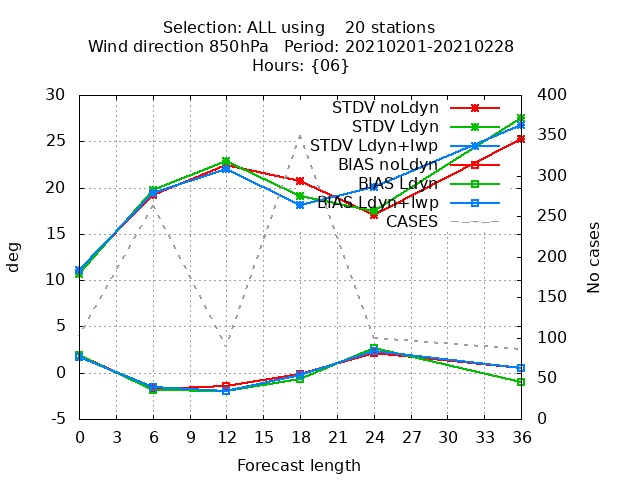 Selection: ALL using    20 stations
Wind direction 850hPa   Period: 20210201-20210228
Hours: {06}
30
25
20
15
10
5
0
-5
deg
STDV noLdyn
STDV Ldyn
STDV Ldyn+lwp
BIAS noLdyn
BIAS Ldyn
BIAS Ldyn+lwp
CASES
400
350
300
250
200
150
100
50
0
No cases
0 3 6 9 12 15 18 21 24 27 30 33 36
Forecast length